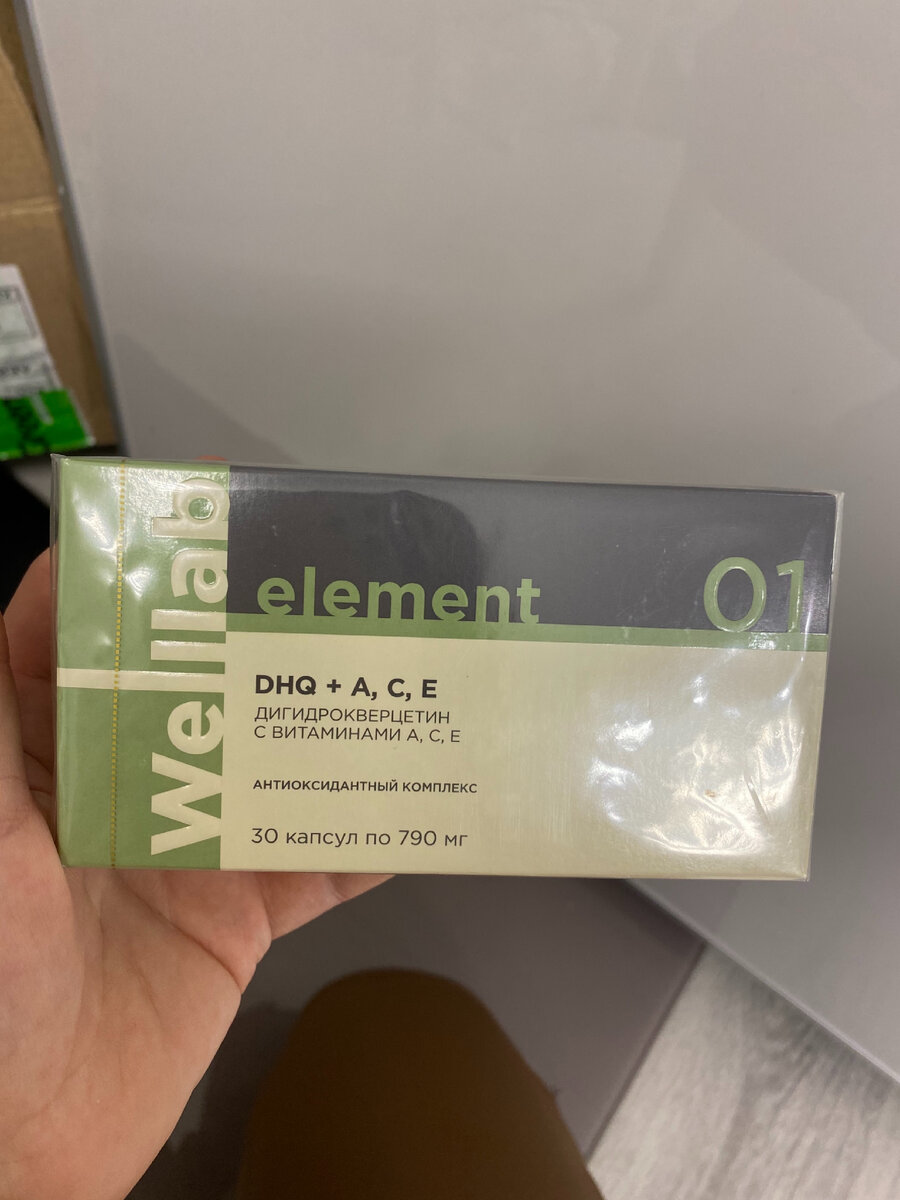 Welllab
element
01
DHQ + A, C, E
ДИГИДРОКВЕРЦЕТИН
С ВИТАМИНАМИ А, С, Е
АНТИОКСИДАНТНЫЙ КОМПЛЕКС
30 капсул по 790 мг